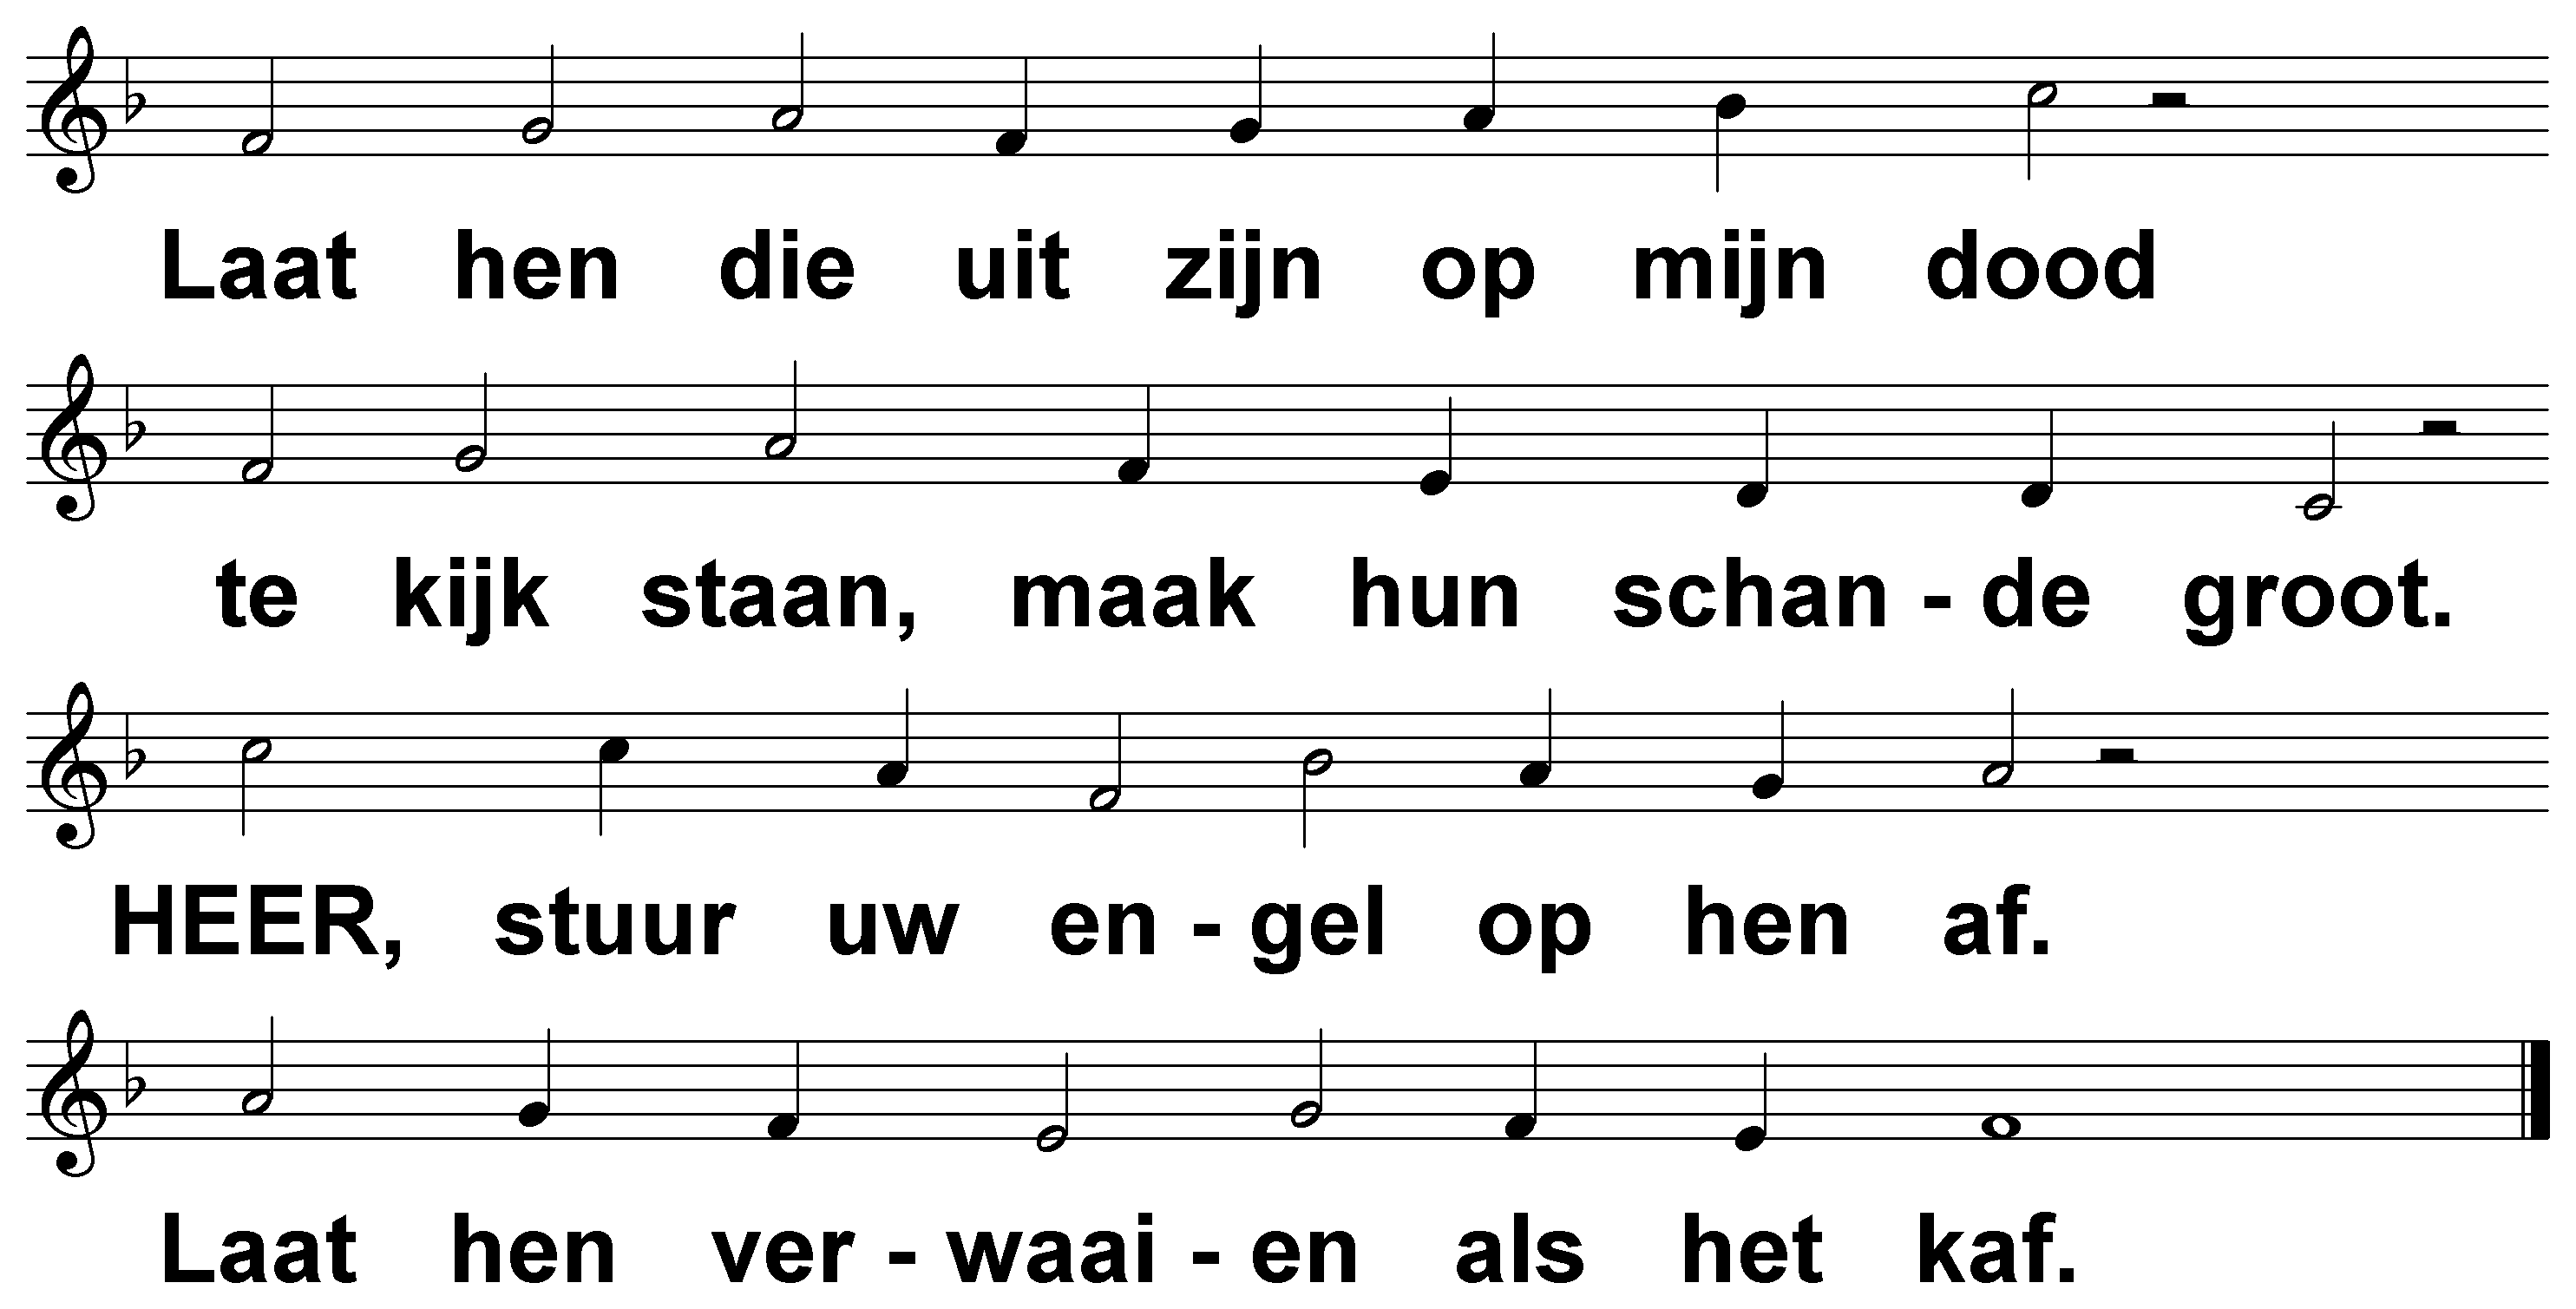 Laat hen die uit zijn op mijn dood
te kijk staan, maak hun schan - de groot.
HEER, stuur uw en - gel op hen af.
Laat hen ver - waai - en als het kaf.